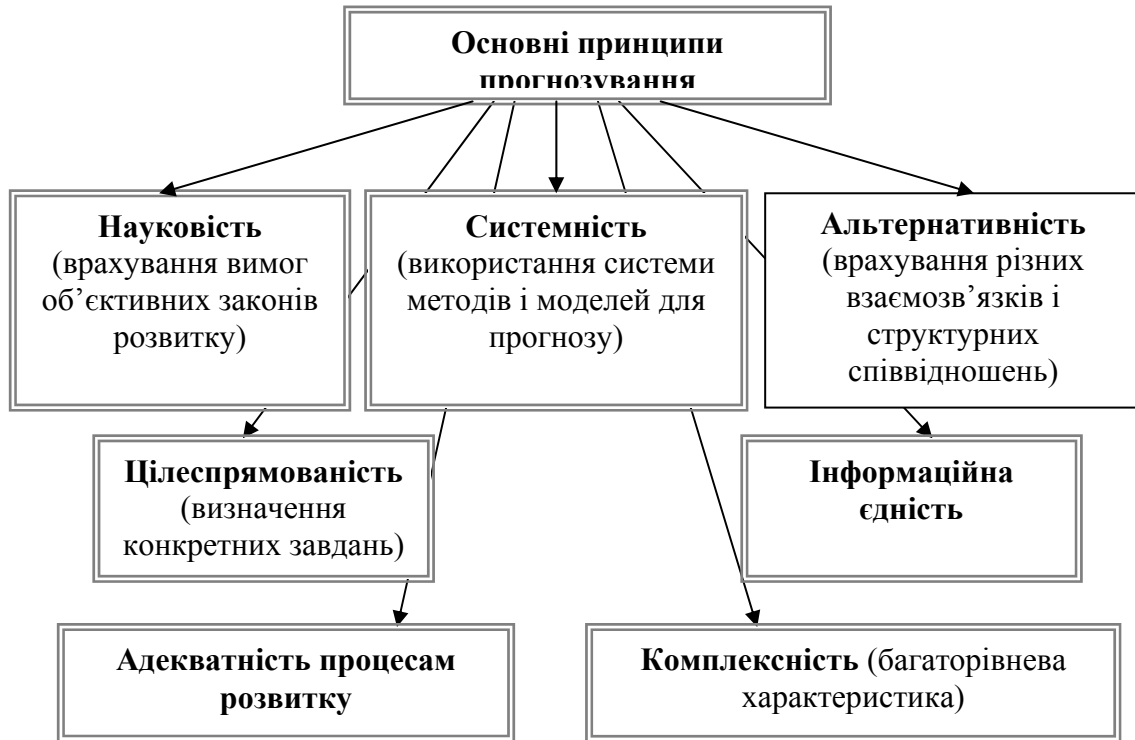 Основні принципи
прогнозування
Науковість
(врахування вимог
об’єктивних законів
розвитку)
Системність
(використання системи
методів і моделей для
прогнозу)
Альтернативність
(врахування різних
взаємозв’язків і
структурних
співвідношень)
Цілеспрямованість
(визначення
конкретних завдань)
Інформаційна
єдність
Адекватність процесам
розвитку
Комплексність (багаторівнева
характеристика)